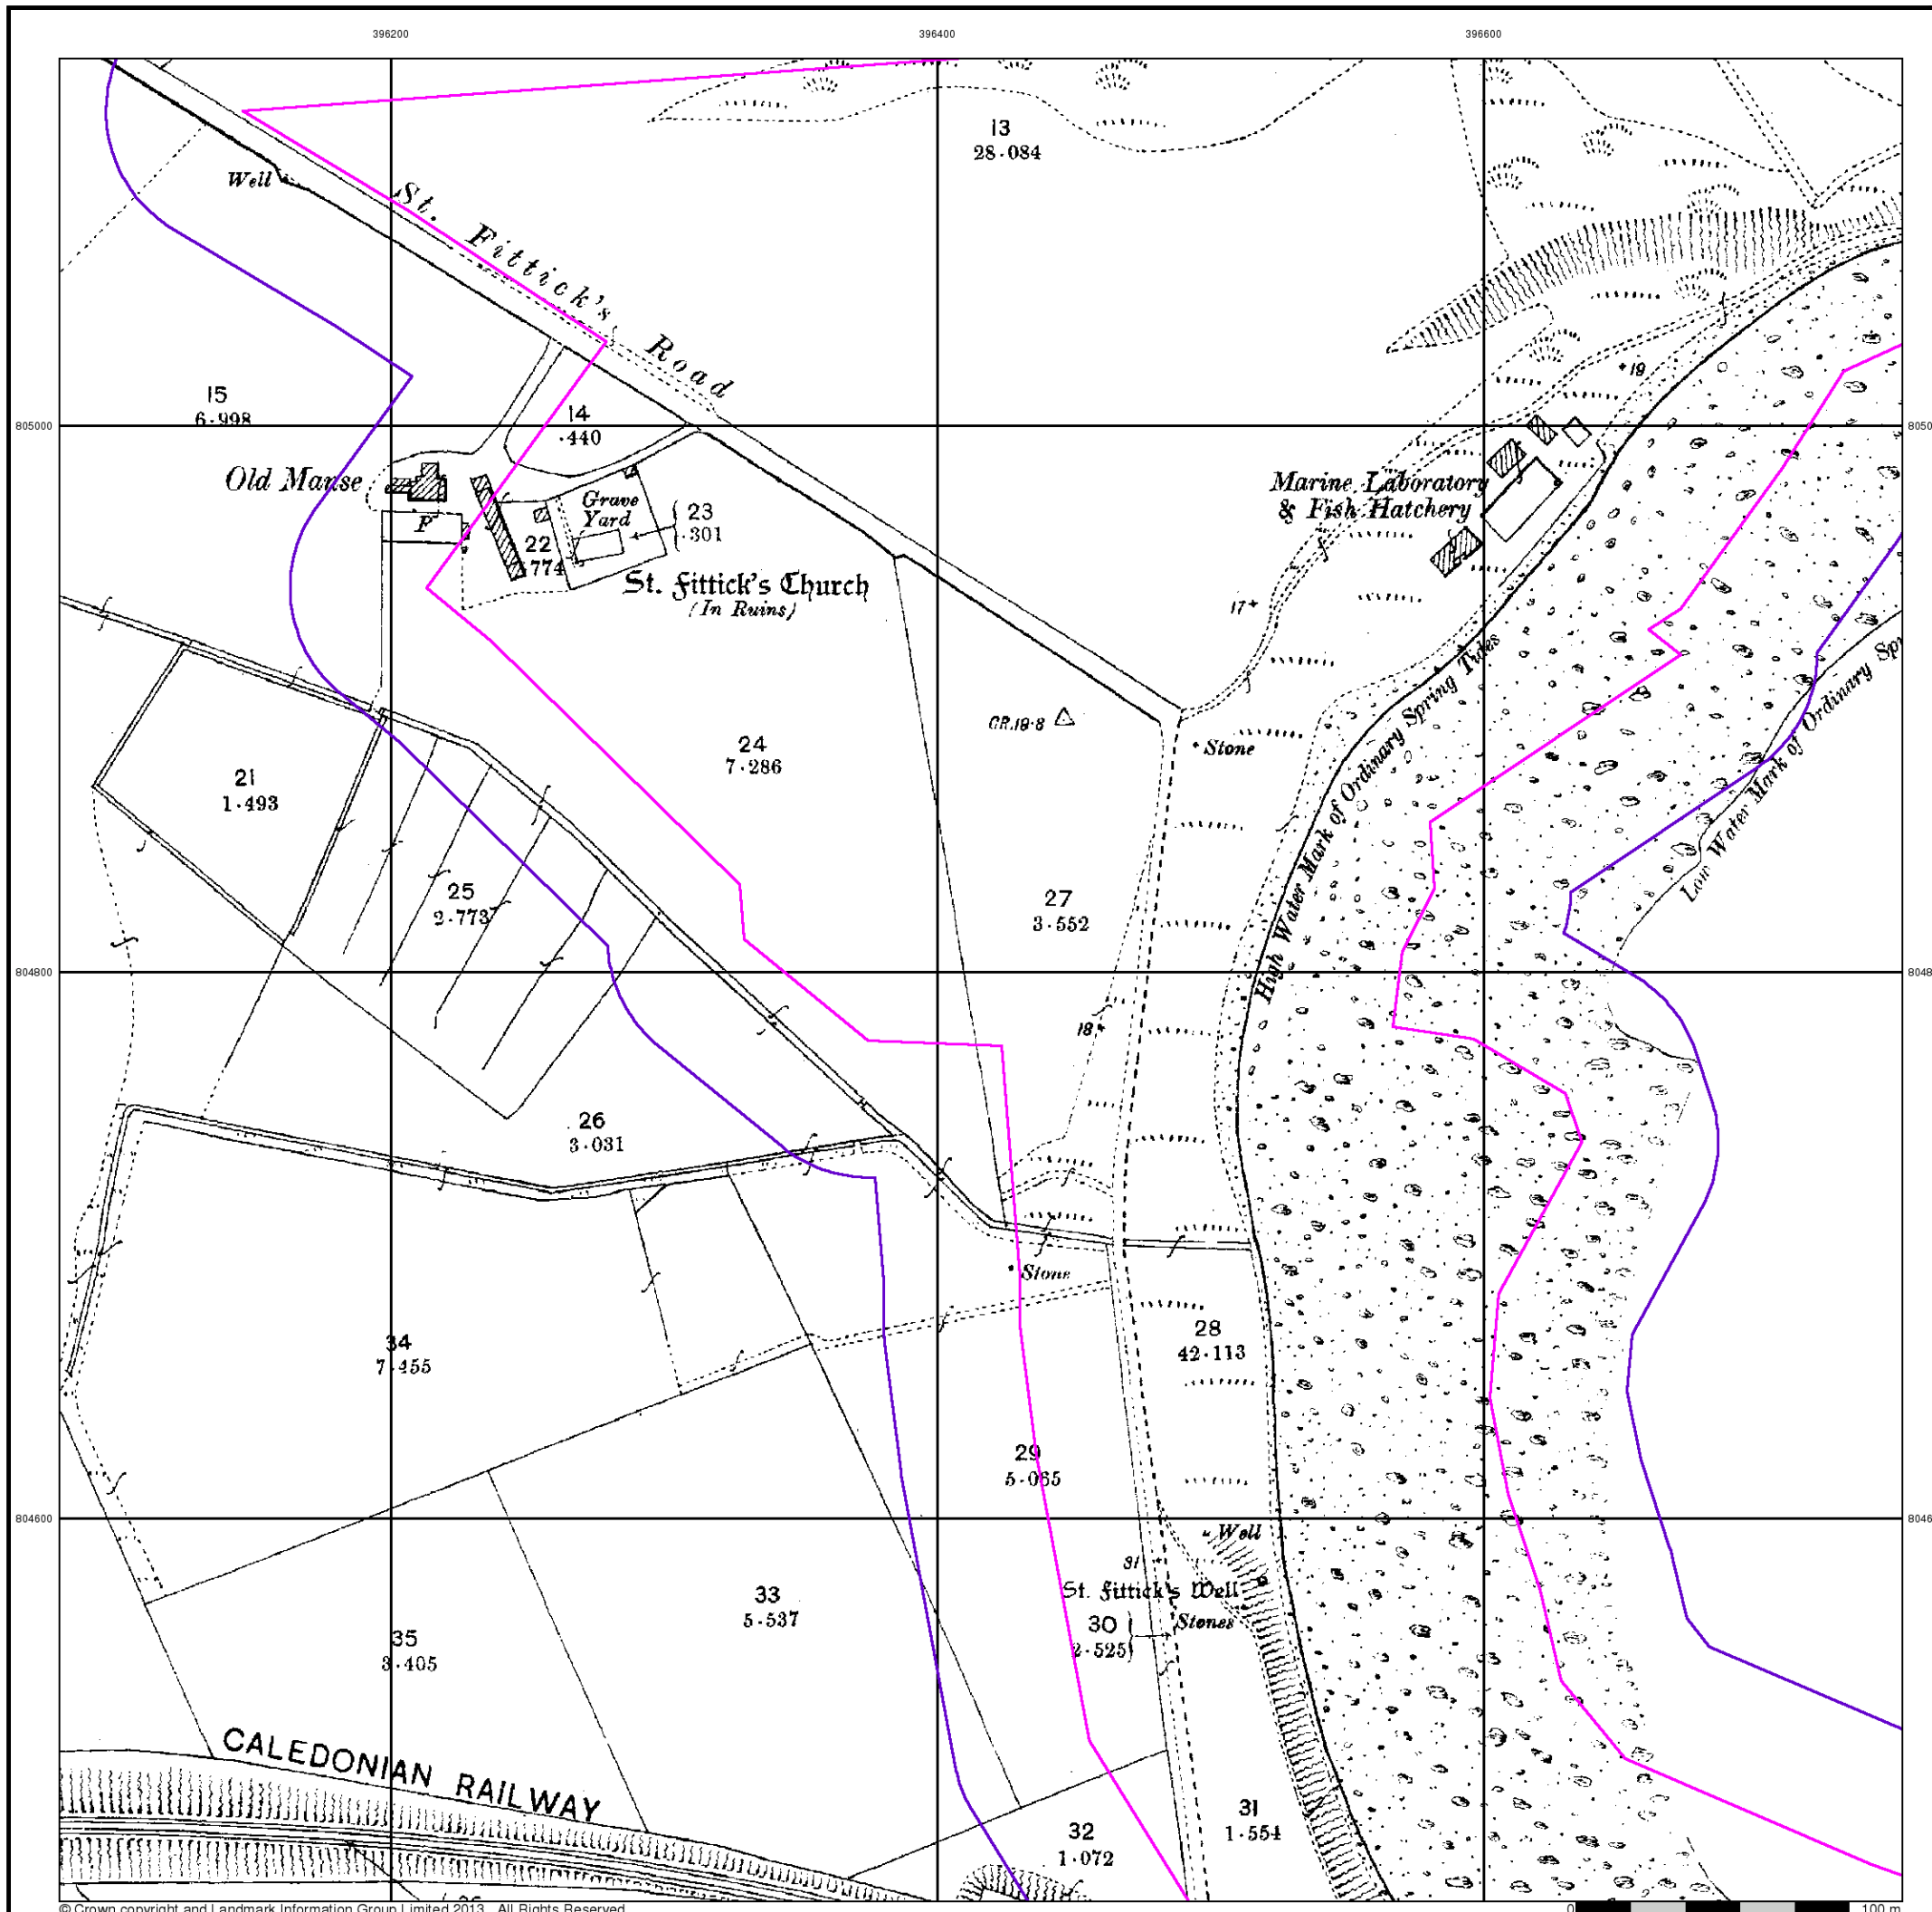 396200
396400
396600
13
28·084
Well
St. Fittick's Road
15
6·998
14
·440
19
805000
8050
Old Manse
P
Grave
Yard
23
·301
22
·774
St. Fittick's Church
(In Ruins)
Marine Laboratory
& Fish Hatchery
17
High Water Mark of Ordinary Spring Tides
Low Water Mark of Ordinary Sp
GR.19·8
Stone
24
7·286
21
1·493
25
2·773
27
3·552
804800
8048
18
26
3·031
Stone
28
42·113
34
7·455
29
5·065
804600
8046
Well
31
St. Fittick's Well
30
2·525
Stones
33
5·537
35
3·405
CALEDONIAN RAILWAY
31
1·554
32
1·072
© Crown copyright and Landmark Information Group Limited 2013. All Rights Reserved
0
100 m